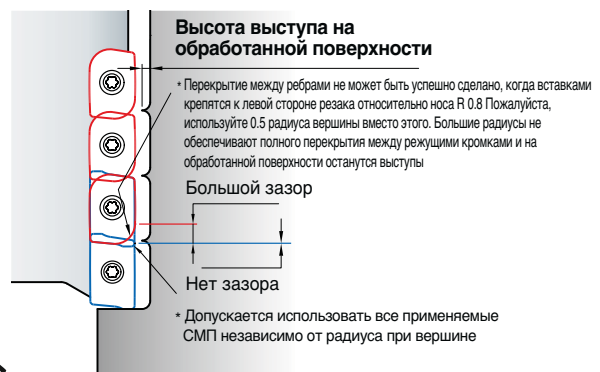 Высота выступа на
обработанной поверхности
* Перекрытие между ребрами не может быть успешно сделано, когда вставками
крепятся к левой стороне резака относительно носа R 0.8 Пожалуйста,
используйте 0.5 радиуса вершины вместо этого. Большие радиусы не
обеспечивают полного перекрытия между режущими кромками и на
обработанной поверхности останутся выступы
Большой зазор
Нет зазора
* Допускается использовать все применяемые
СМП независимо от радиуса при вершине